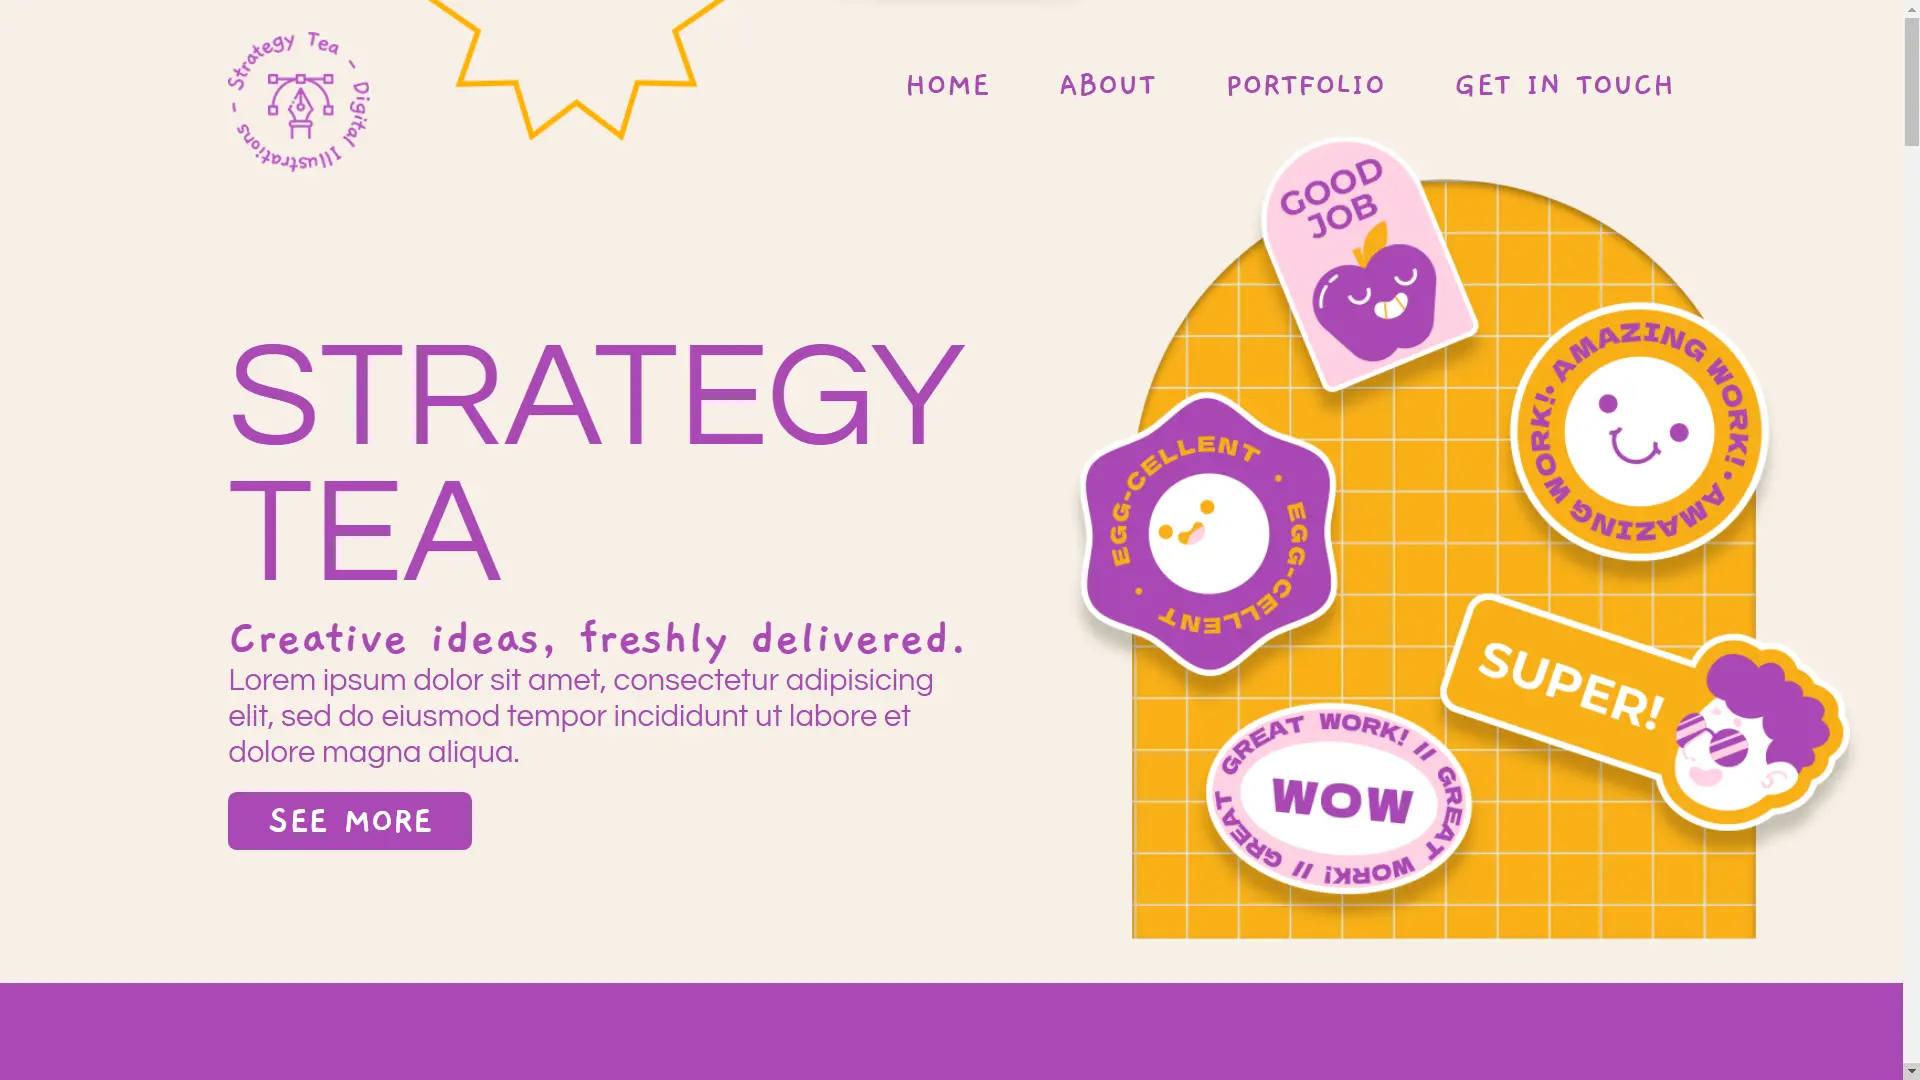 Strategy Tea - Digital Illustrations -
HOME ABOUT PORTFOLIO GET IN TOUCH
GOOD
JOB
AMAZING WORK! • AMAZING WORK! •
STRATEGY
TEA
EGG-CELLENT • EGG-CELLENT •
Creative ideas, freshly delivered.
Lorem ipsum dolor sit amet, consectetur adipisicing
elit, sed do eiusmod tempor incididunt ut labore et
dolore magna aliqua.
SUPER!
GREAT WORK! // GREAT WORK! // GREAT
WOW
SEE MORE